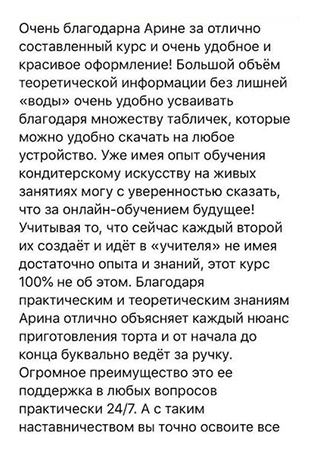 Очень благодарна Арине за отлично
составленный курс и очень удобное и
красивое оформление! Большой объём
теоретической информации без лишней
«воды» очень удобно усваивать
благодаря множеству табличек, которые
можно удобно скачать на любое
устройство. Уже имея опыт обучения
кондитерскому искусству на живых
занятиях могу с уверенностью сказать,
что за онлайн-обучением будущее!
Учитывая то, что сейчас каждый второй
их создаёт и идёт в «учителя» не имея
достаточно опыта и знаний, этот курс
100% не об этом. Благодаря
практическим и теоретическим знаниям
Арина отлично объясняет каждый нюанс
приготовления торта и от начала до
конца буквально ведёт за ручку.
Огромное преимущество это ее
поддержка в любых вопросов
практически 24/7. А с таким
наставничеством вы точно освоите все